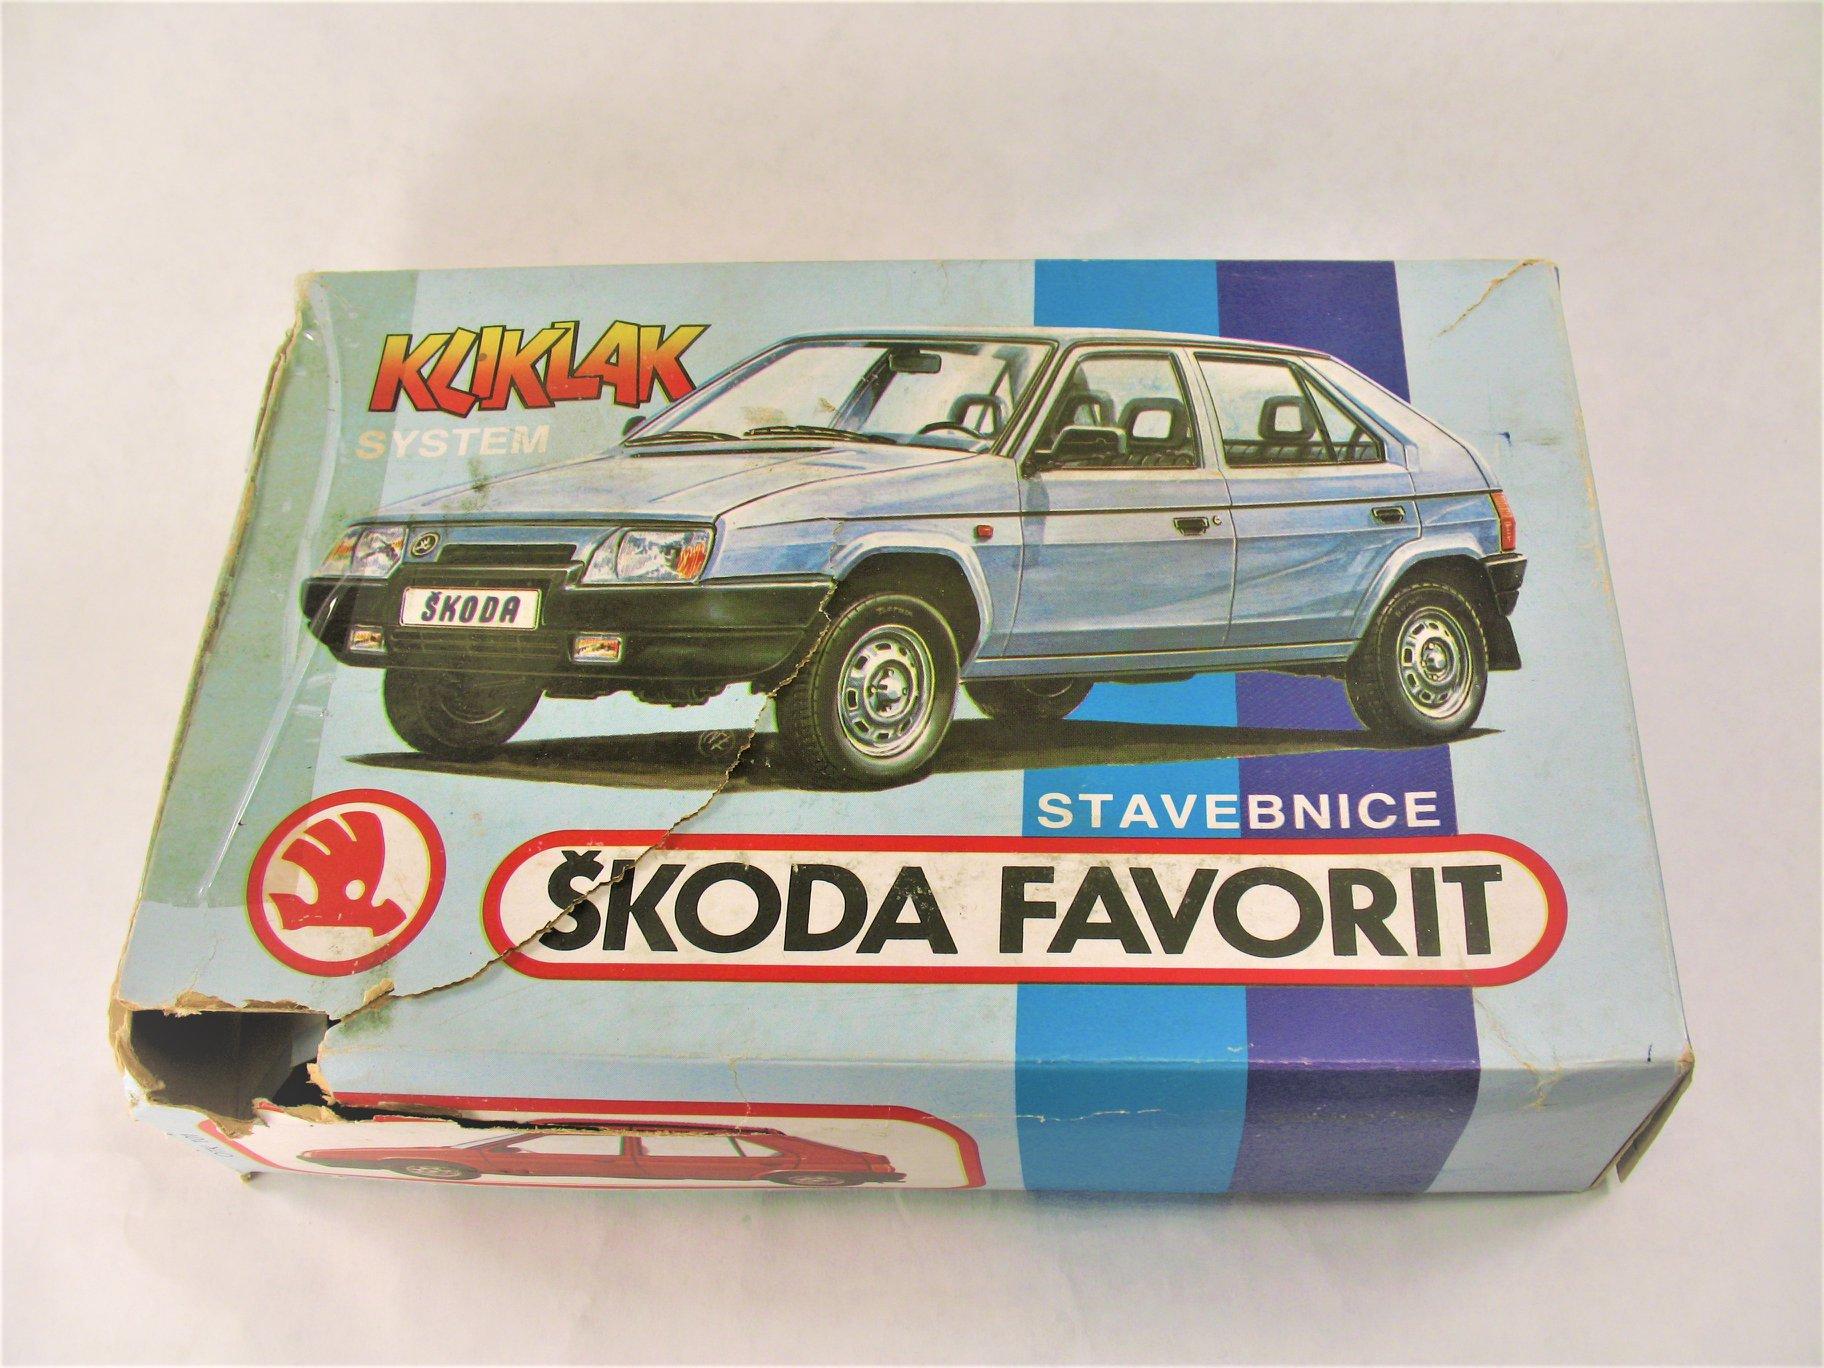 KLIKLAK
SYSTEM
ŠKODA
STAVEBNICE
ŠKODA FAVORIT